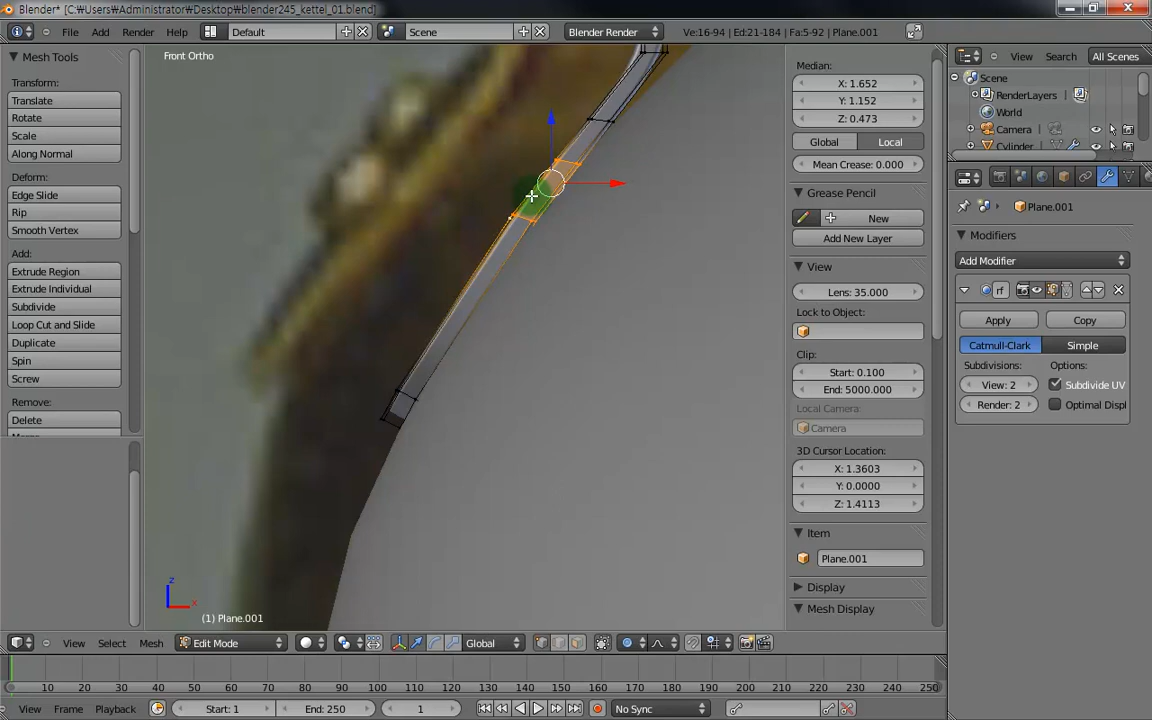 Blender* [C:₩Users₩Administrator₩Desktop₩blender245_kettel_01.blend]
File Add Render Help Default Scene Blender Render Ve:16-94 | Ed:21-184 | Fa:5-92 | Plane.001
Mesh Tools
Transform:
Translate
Rotate
Scale
Along Normal
Deform:
Edge Slide
Rip
Smooth Vertex
Add:
Extrude Region
Extrude Individual
Subdivide
Loop Cut and Slide
Duplicate
Spin
Screw
Remove:
Delete
Front Ortho
z
x
(1) Plane.001
Median:
X: 1.652
Y: 1.152
Z: 0.473
Global Local
Mean Crease: 0.000
Grease Pencil
New
Add New Layer
View
Lens: 35.000
Lock to Object:
Clip:
Start: 0.100
End: 5000.000
Local Camera:
Camera
3D Cursor Location:
X: 1.3603
Y: 0.0000
Z: 1.4113
Item
Plane.001
Display
Mesh Display
View Search All Scenes
Scene
RenderLayers
World
Camera
Cylinder
Plane.001
Modifiers
Add Modifier
rf
Apply Copy
Catmull-Clark Simple
Subdivisions: Options:
View: 2 Subdivide UV
Render: 2 Optimal Displ
View Select Mesh Edit Mode Global
10 20 30 40 50 60 70 80 90 100 110 120 130 140 150 160 170 180 190 200 210 220 230 240 250
View Frame Playback Start: 1 End: 250 1 No Sync